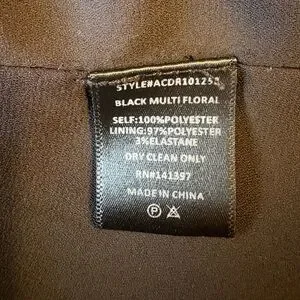 STYLE#ACDR10125
BLACK MULTI FLORAL
SELF:100%POLYESTER
LINING:97%POLYESTER
3%ELASTANE
DRY CLEAN ONLY
RN#141397
MADE IN CHINA
P